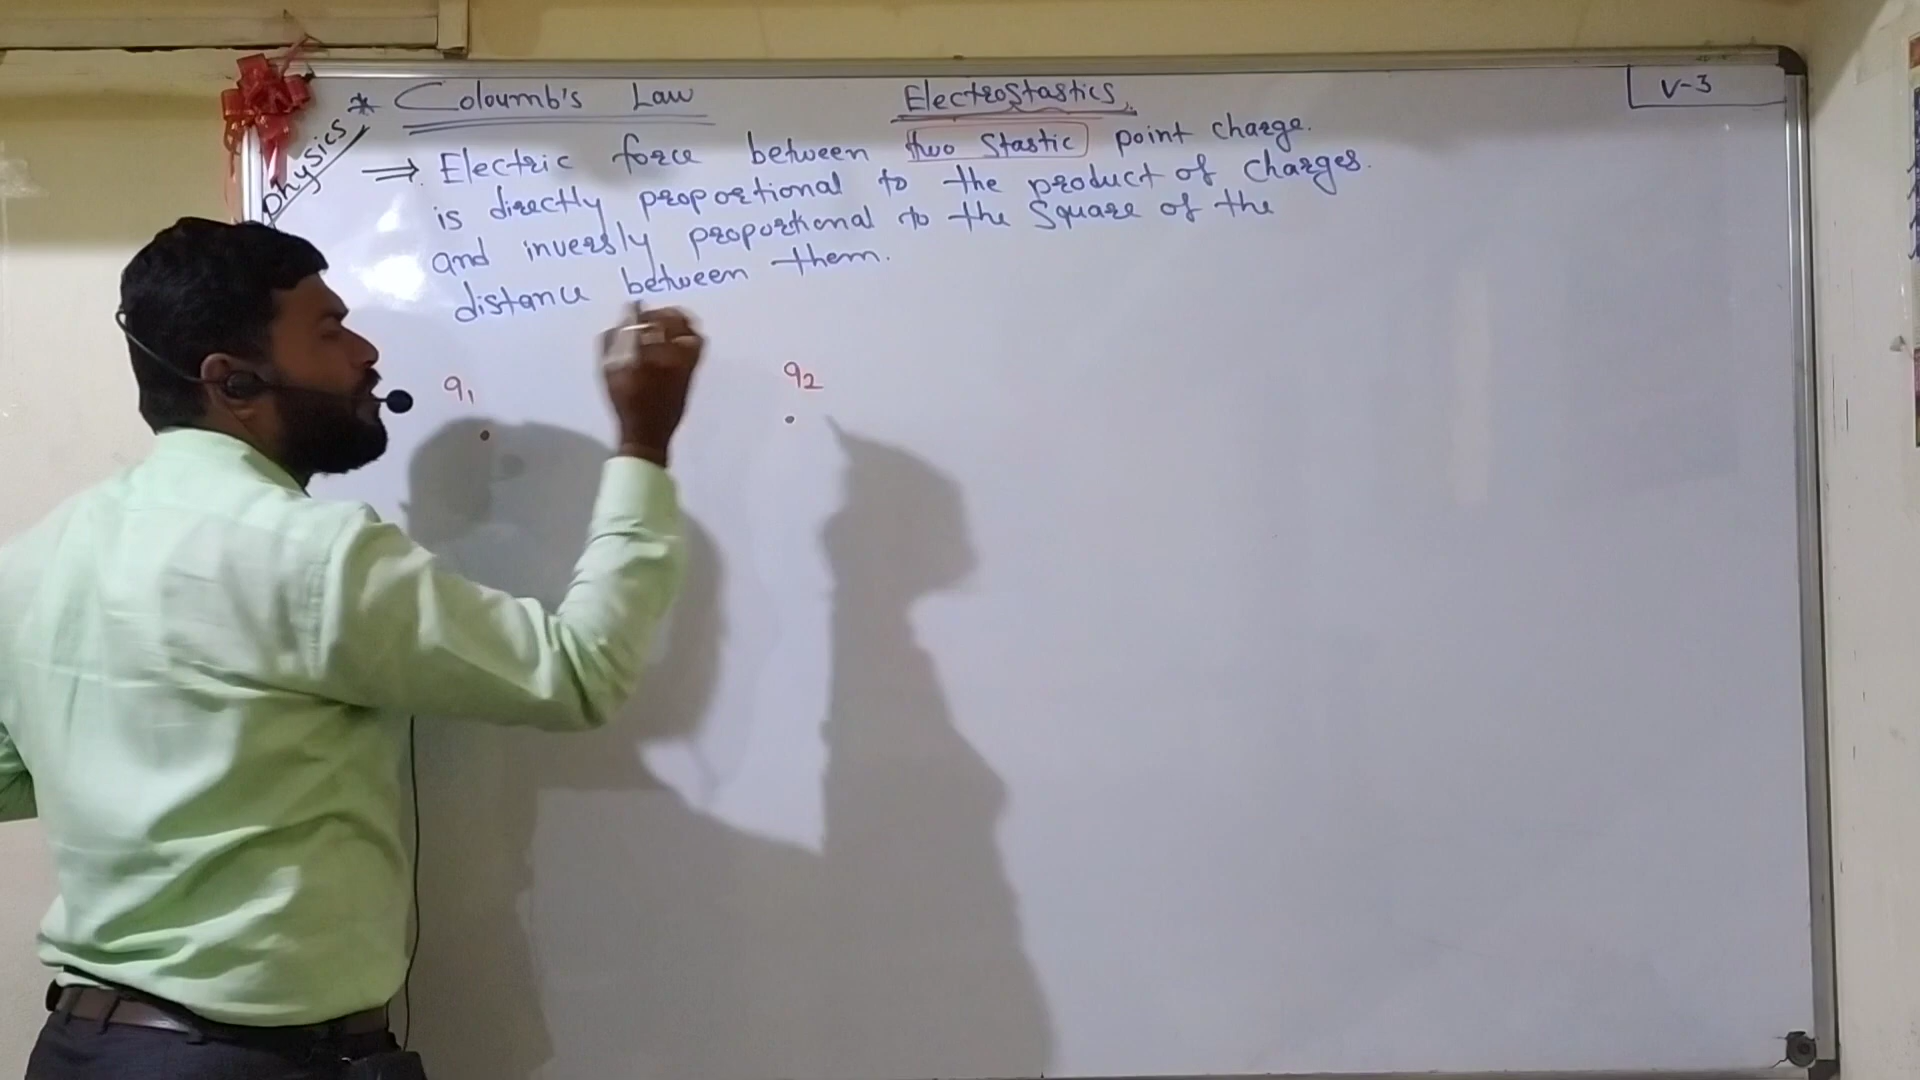 * Coloumb's Law
Electrostastics
V-3
physics
⇒ Electric force between two stastic point charge.
is directly proportional to the product of charges.
and inversly proportional to the square of the
distance between them.
q1
q2